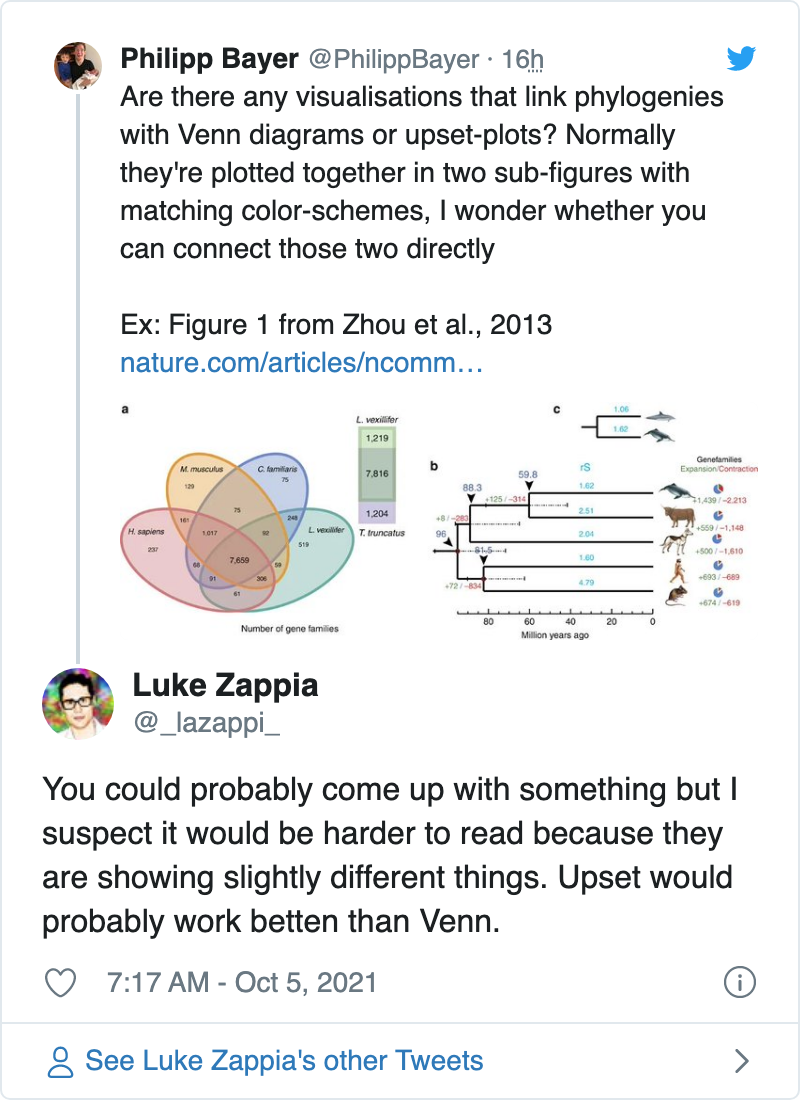 Philipp Bayer @PhilippBayer · 16h
Are there any visualisations that link phylogenies
with Venn diagrams or upset-plots? Normally
they're plotted together in two sub-figures with
matching color-schemes, I wonder whether you
can connect those two directly
Ex: Figure 1 from Zhou et al., 2013
nature.com/articles/ncomm…
a
M. musculus
129
C. familiaris
75
H. sapiens
237
L. vexillifer
519
161
75
248
1,017
92
7,659
68
59
91
306
61
Number of gene families
L. vexillifer
1,219
7,816
1,204
T. truncatus
c
1.06
1.62
b
88.3
59.8
+125/-314
+8/-283
96
81.5
+72/-834
rS
1.62
2.51
2.04
1.60
4.79
80 60 40 20 0
Million years ago
Genefamilies
Expansion/Contraction
+1,439/-2,213
+559/-1,148
+500/-1,610
+693/-689
+674/-619
Luke Zappia
@_lazappi_
You could probably come up with something but I
suspect it would be harder to read because they
are showing slightly different things. Upset would
probably work betten than Venn.
7:17 AM - Oct 5, 2021
See Luke Zappia's other Tweets